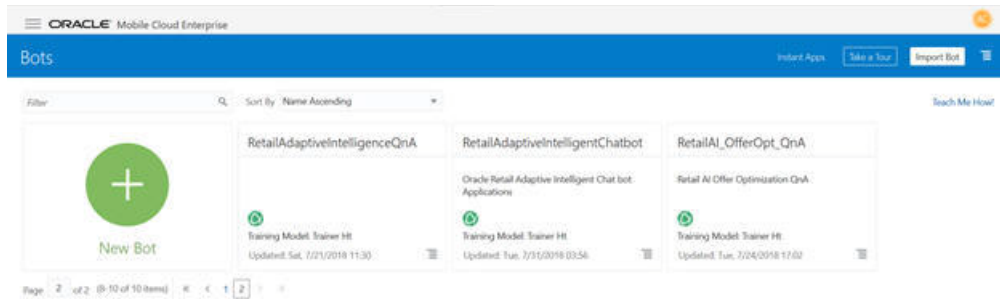 ORACLE Mobile Cloud Enterprise
Bots
Instant Apps
Take a Tour
Import Bot
Filter
Sort By Name Ascending
Teach Me How!
New Bot
RetailAdaptiveIntelligenceQnA
Training Model: Trainer Ht
Updated: Sat, 7/21/2018 11:30
RetailAdaptiveIntelligentChatbot
Oracle Retail Adaptive Intelligent Chat bot
Applications
Training Model: Trainer Ht
Updated: Tue, 7/31/2018 03:56
RetailAI_OfferOpt_QnA
Retail AI Offer Optimization QnA
Training Model: Trainer Ht
Updated: Tue, 7/24/2018 17:02
Page 2 of 2 (8-10 of 10 items) 1 2